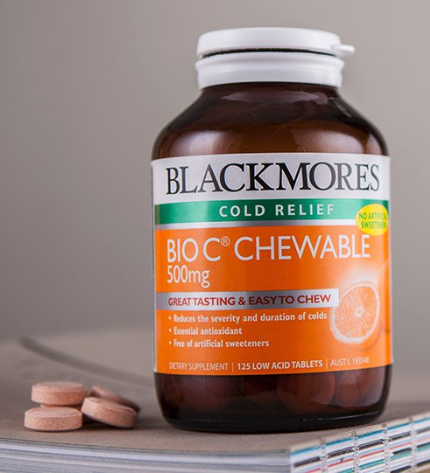 BLACKMORES
COLD RELIEF
NO ARTIFICIAL
SWEETENERS
BIO C® CHEWABLE
500mg
GREAT TASTING & EASY TO CHEW
• Reduces the severity and duration of colds
• Essential antioxidant
• Free of artificial sweeteners
DIETARY SUPPLEMENT | 125 LOW ACID TABLETS | AUST L